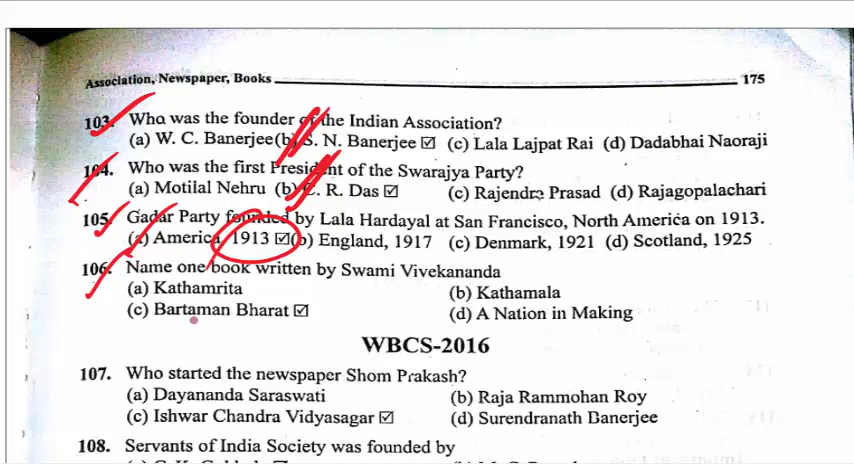 Association, Newspaper, Books 175
103. Who was the founder of the Indian Association?
(a) W. C. Banerjee (b) S. N. Banerjee ☑ (c) Lala Lajpat Rai (d) Dadabhai Naoraji
104. Who was the first President of the Swarajya Party?
(a) Motilal Nehru (b) C. R. Das ☑ (c) Rajendra Prasad (d) Rajagopalachari
105. Gadar Party founded by Lala Hardayal at San Francisco, North America on 1913.
(a) America, 1913 ☑ (b) England, 1917 (c) Denmark, 1921 (d) Scotland, 1925
106. Name one book written by Swami Vivekananda
(a) Kathamrita (b) Kathamala
(c) Bartaman Bharat ☑ (d) A Nation in Making
WBCS-2016
107. Who started the newspaper Shom Prakash?
(a) Dayananda Saraswati (b) Raja Rammohan Roy
(c) Ishwar Chandra Vidyasagar ☑ (d) Surendranath Banerjee
108. Servants of India Society was founded by